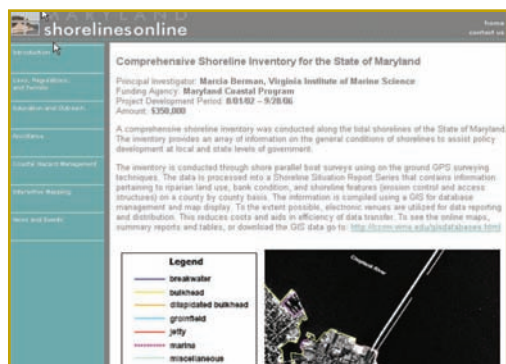 MARYLAND
shorelinesonline
home
contact us
Introduction
Laws, Regulations,
and Permits
Education and Outreach
Assistance
Coastal Hazard Management
Interactive Mapping
News and Events
Comprehensive Shoreline Inventory for the State of Maryland
Principal Investigator: Marcia Berman, Virginia Institute of Marine Science
Funding Agency: Maryland Coastal Program
Project Development Period: 8/01/02 – 9/28/06
Amount: $350,000
A comprehensive shoreline inventory was conducted along the tidal shorelines of the State of Maryland.
The inventory provides an array of information on the general conditions of shorelines to assist policy
development at local and state levels of government.
The inventory is conducted through shore parallel boat surveys using on the ground GPS surveying
techniques. The data is processed into a Shoreline Situation Report Series that contains information
pertaining to riparian land use, bank condition, and shoreline features (erosion control and access
structures) on a county by county basis. The information is compiled using a GIS for database
management and map display. To the extent possible, electronic venues are utilized for data reporting
and distribution. This reduces costs and aids in efficiency of data transfer. To see the online maps,
summary reports and tables, or download the GIS data go to: http://ccrm.vims.edu/gisdatabases.html
Legend
breakwater
bulkhead
dilapidated bulkhead
groinfield
jetty
marina
miscellaneous
Choptank River